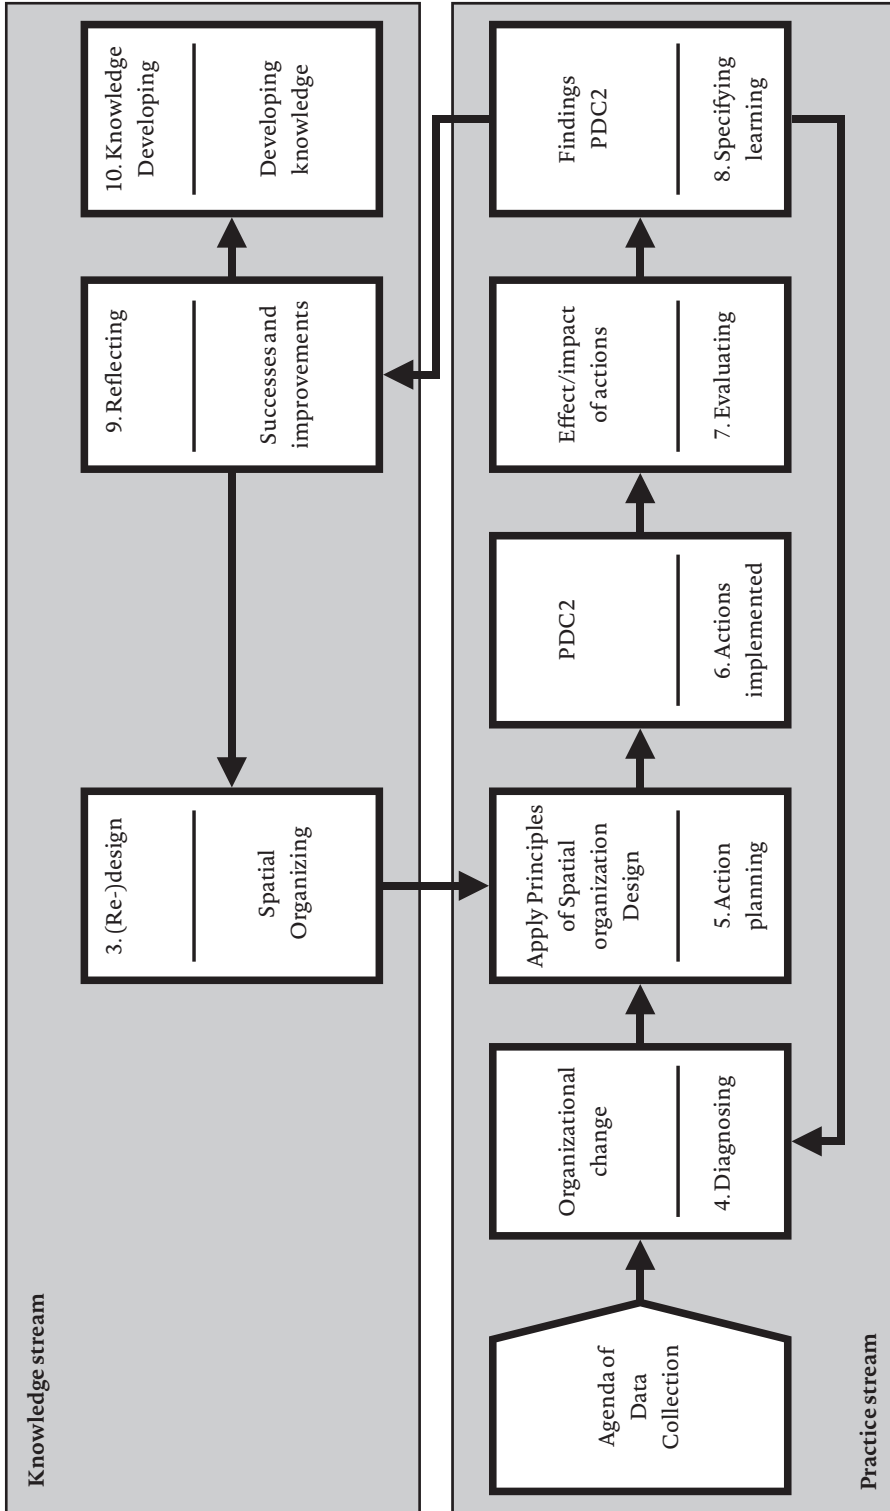 Knowledge stream
3. (Re-)design
Spatial
Organizing
9. Reflecting
Successes and
improvements
10. Knowledge
Developing
Developing
knowledge
Agenda of
Data
Collection
Organizational
change
4. Diagnosing
Apply Principles
of Spatial
organization
Design
5. Action
planning
PDC2
6. Actions
implemented
Effect/impact
of actions
7. Evaluating
Findings
PDC2
8. Specifying
learning
Practice stream